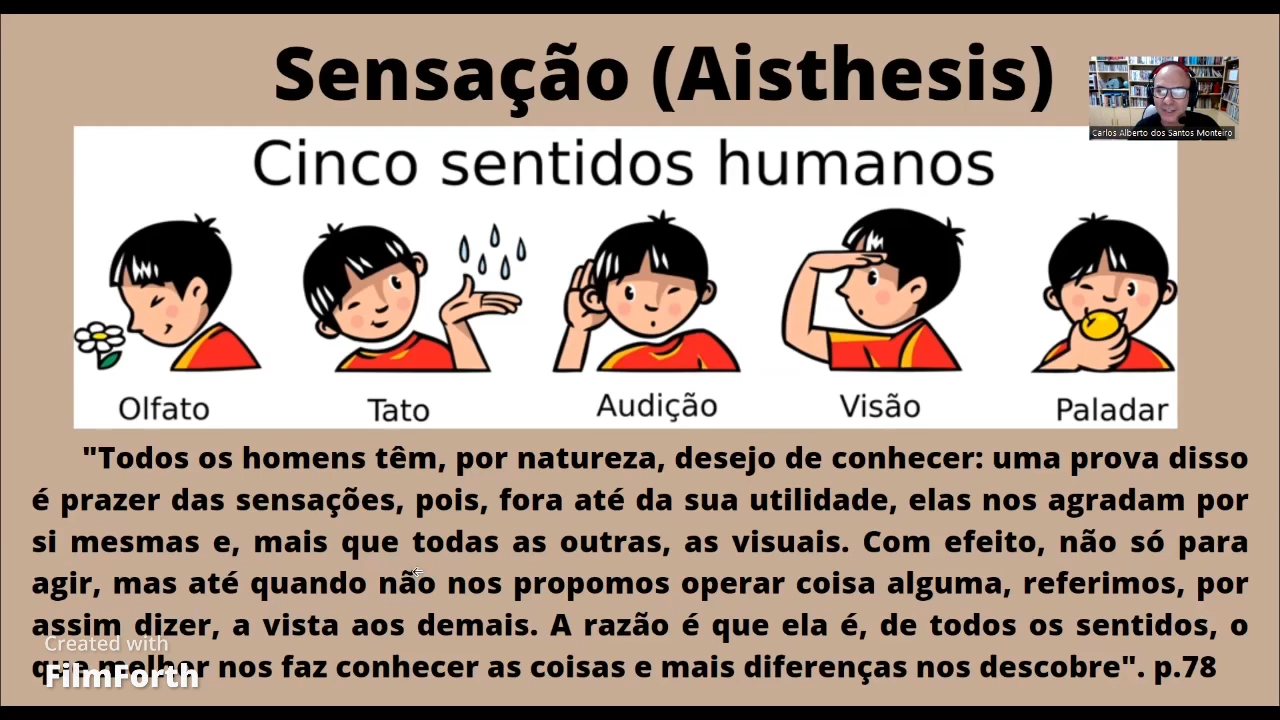 Sensação (Aisthesis)
Carlos Alberto dos Santos Monteiro
Cinco sentidos humanos
Olfato
Tato
Audição
Visão
Paladar
"Todos os homens têm, por natureza, desejo de conhecer: uma prova disso
é prazer das sensações, pois, fora até da sua utilidade, elas nos agradam por
si mesmas e, mais que todas as outras, as visuais. Com efeito, não só para
agir, mas até quando não nos propomos operar coisa alguma, referimos, por
assim dizer, a vista aos demais. A razão é que ela é, de todos os sentidos, o
que melhor nos faz conhecer as coisas e mais diferenças nos descobre". p.78
Created with
FilmForth